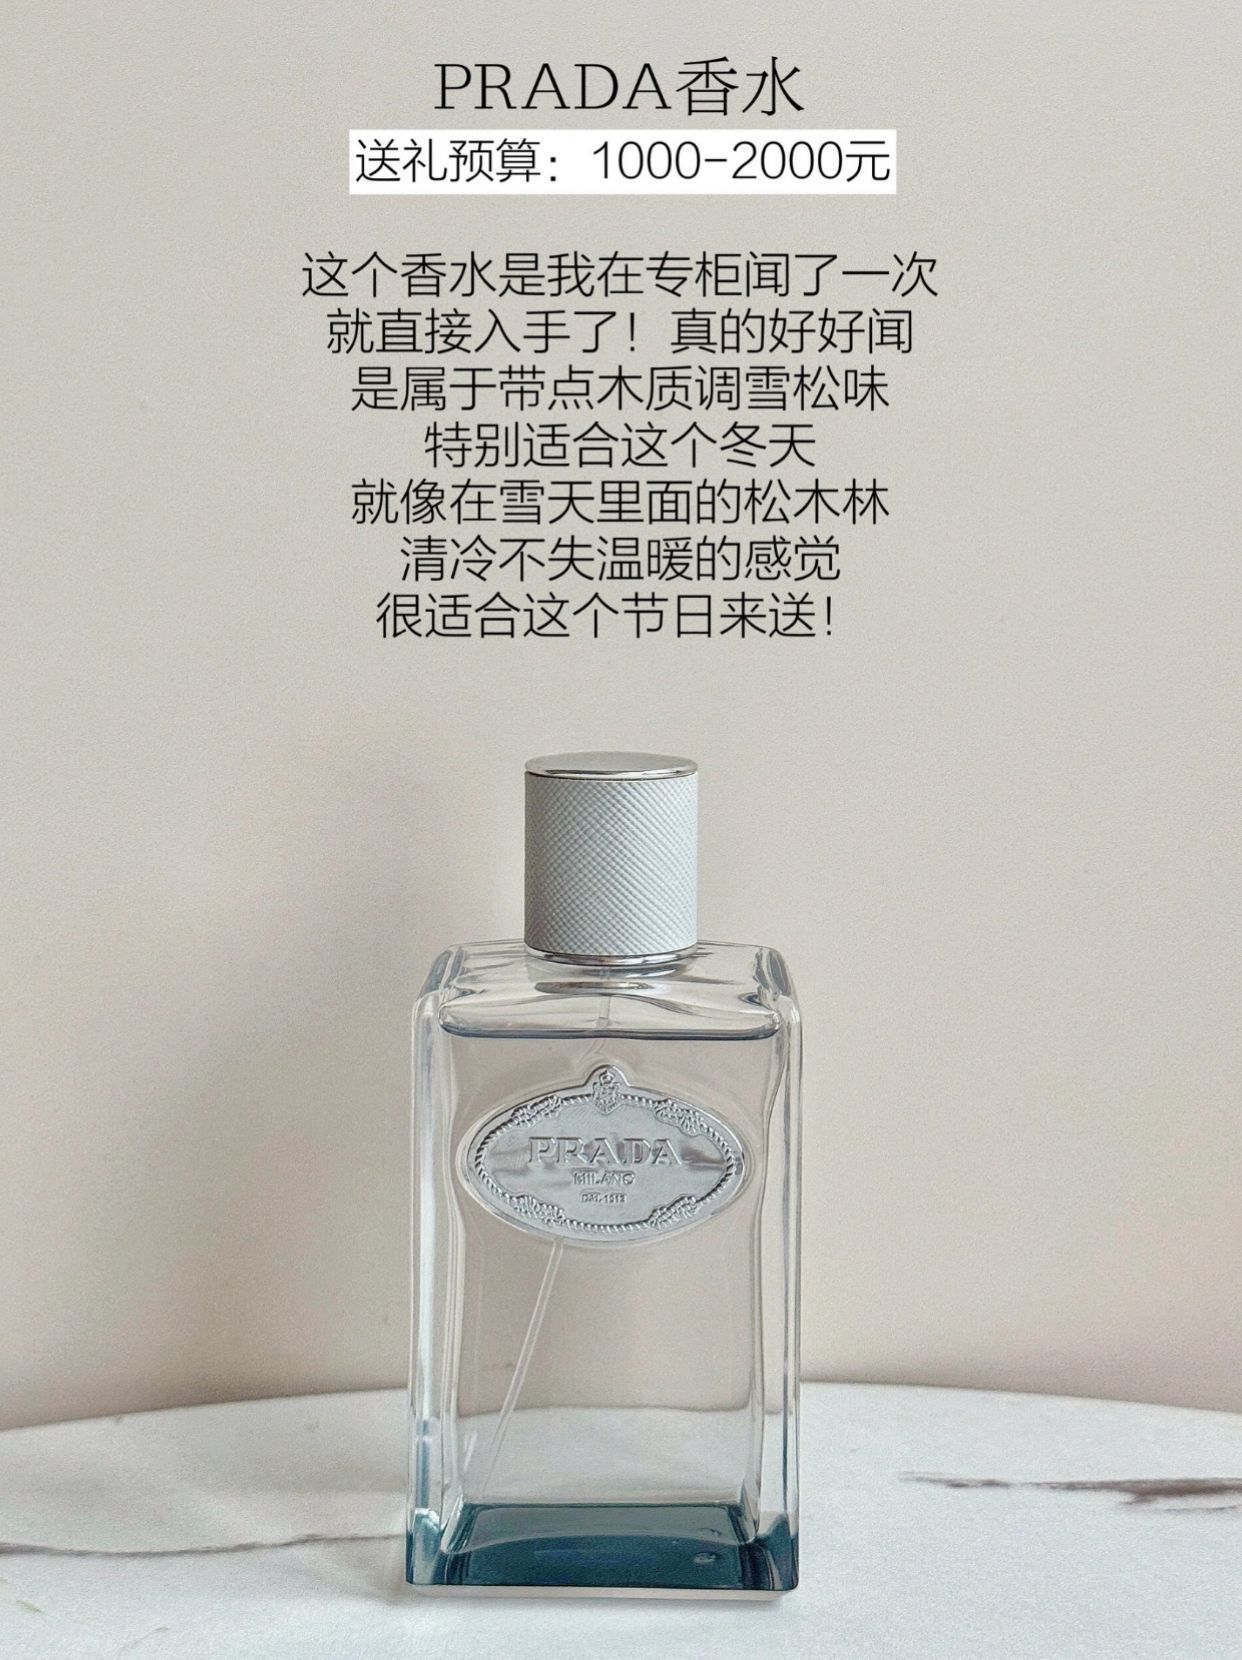 PRADA香水
送礼预算：1000-2000元
这个香水是我在专柜闻了一次
就直接入手了！真的好好闻
是属于带点木质调雪松味
特别适合这个冬天
就像在雪天里面的松木林
清冷不失温暖的感觉
很适合这个节日来送！
PRADA
MILANO
DAL 1913